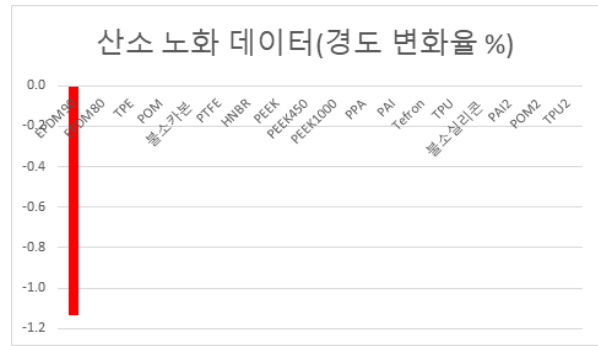 산소 노화 데이터(경도 변화율 %)
0.0
-0.2
-0.4
-0.6
-0.8
-1.0
-1.2
EPDM90
EPDM80
TPE
POM
불소카본
PTFE
HNBR
PEEK
PEEK450
PEEK1000
PPA
PAI
Tefron
TPU
불소실리콘
PAI2
POM2
TPU2